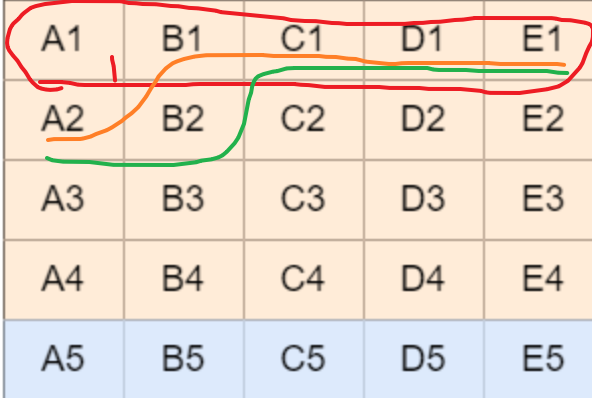 A1 B1 C1 D1 E1
A2 B2 C2 D2 E2
A3 B3 C3 D3 E3
A4 B4 C4 D4 E4
A5 B5 C5 D5 E5